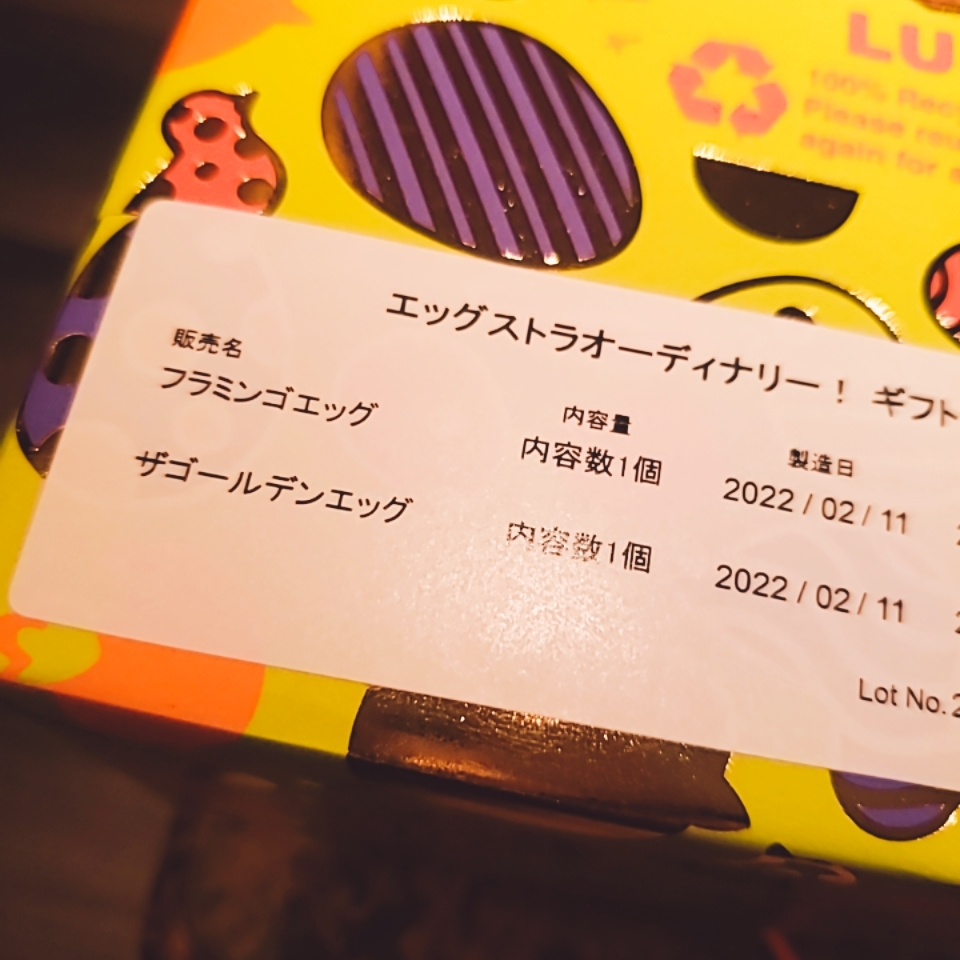 LU
100% Rec
Please
again for
エッグストラオーディナリー！ ギフト
販売名 内容量 製造日
フラミンゴエッグ 内容数1個 2022 / 02 / 11
ザゴールデンエッグ 内容数1個 2022 / 02 / 11
Lot No. 2